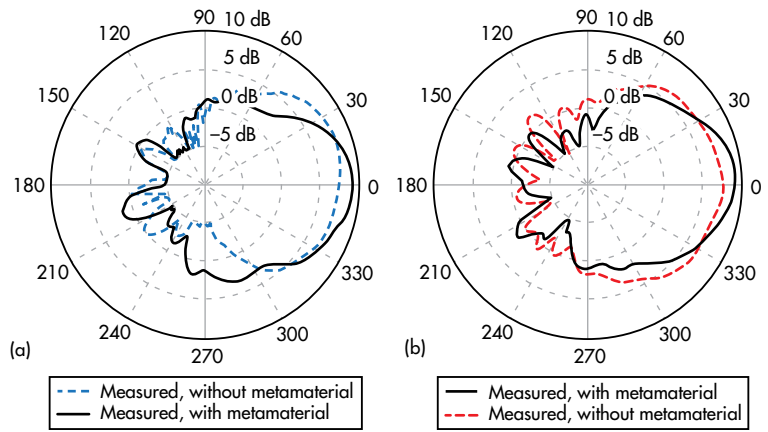 90 10 dB
120 60
5 dB
150 0 dB 30
−5 dB
180 0
210 330
240 300
270
(a)
Measured, without metamaterial
Measured, with metamaterial
90 10 dB
120 60
5 dB
150 0 dB 30
−5 dB
180 0
210 330
240 300
270
(b)
Measured, with metamaterial
Measured, without metamaterial